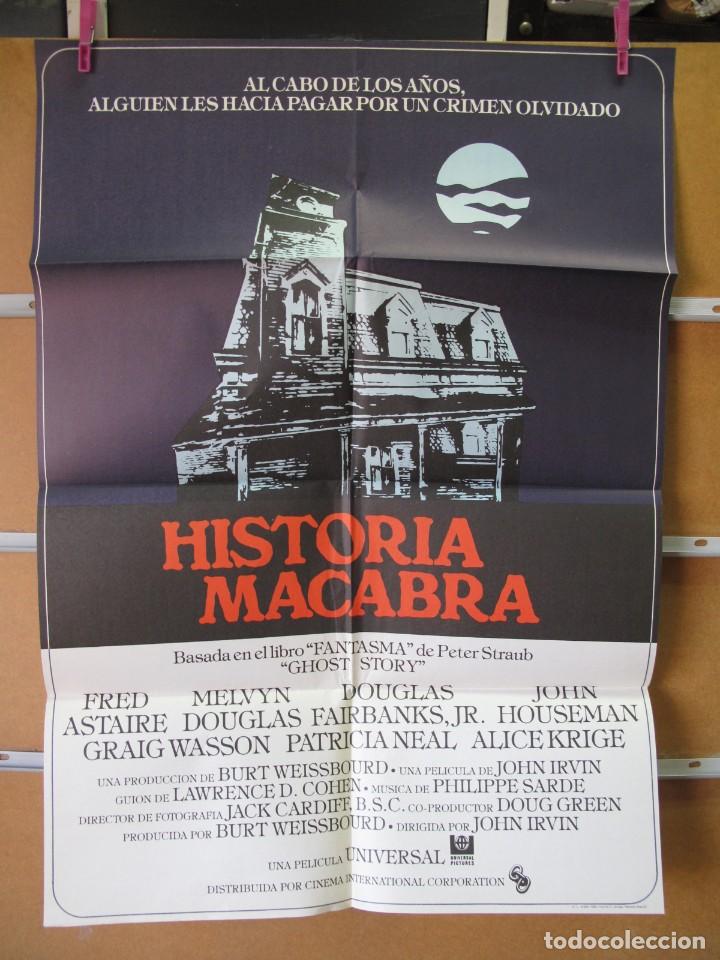 AL CABO DE LOS AÑOS,
ALGUIEN LES HACIA PAGAR POR UN CRIMEN OLVIDADO
HISTORIA
MACABRA
Basada en el libro "FANTASMA" de Peter Straub
"GHOST STORY"
FRED MELVYN DOUGLAS JOHN
ASTAIRE DOUGLAS FAIRBANKS, JR. HOUSEMAN
GRAIG WASSON PATRICIA NEAL ALICE KRIGE
UNA PRODUCCION DE BURT WEISSBOURD · UNA PELICULA DE JOHN IRVIN
GUION DE LAWRENCE D. COHEN · MUSICA DE PHILIPPE SARDE
DIRECTOR DE FOTOGRAFIA JACK CARDIFF, B.S.C. CO-PRODUCTOR DOUG GREEN
PRODUCIDA POR BURT WEISSBOURD · DIRIGIDA POR JOHN IRVIN
UNA PELICULA UNIVERSAL UNIVERSAL PICTURES
DISTRIBUIDA POR CINEMA INTERNATIONAL CORPORATION
todocoleccion.net